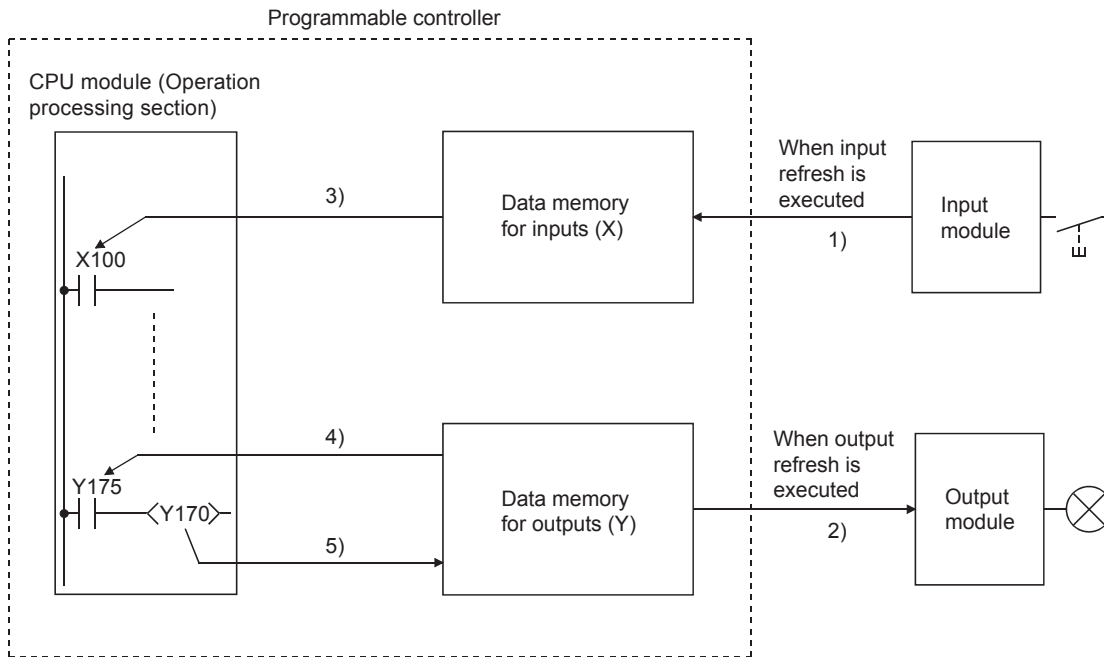 Programmable controller
CPU module (Operation
processing section)
When input
refresh is
executed
1)
Input
module
Data memory
for inputs (X)
3)
X100
4)
Y175
Y170
5)
Data memory
for outputs (Y)
When output
refresh is
executed
2)
Output
module